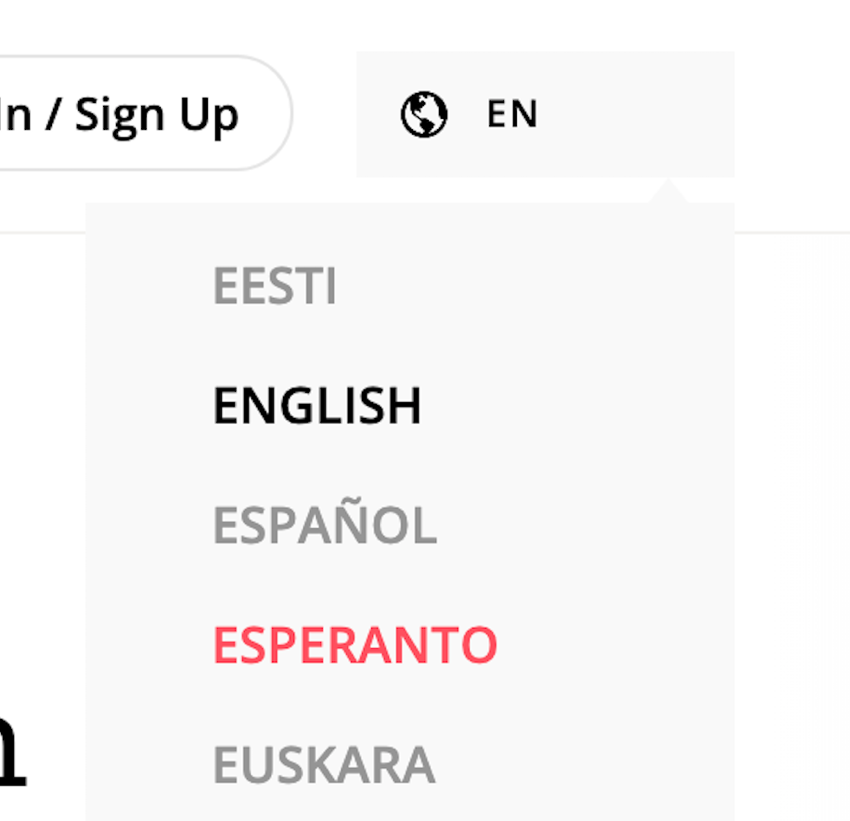 In / Sign Up
EN
EESTI
ENGLISH
ESPAÑOL
ESPERANTO
EUSKARA